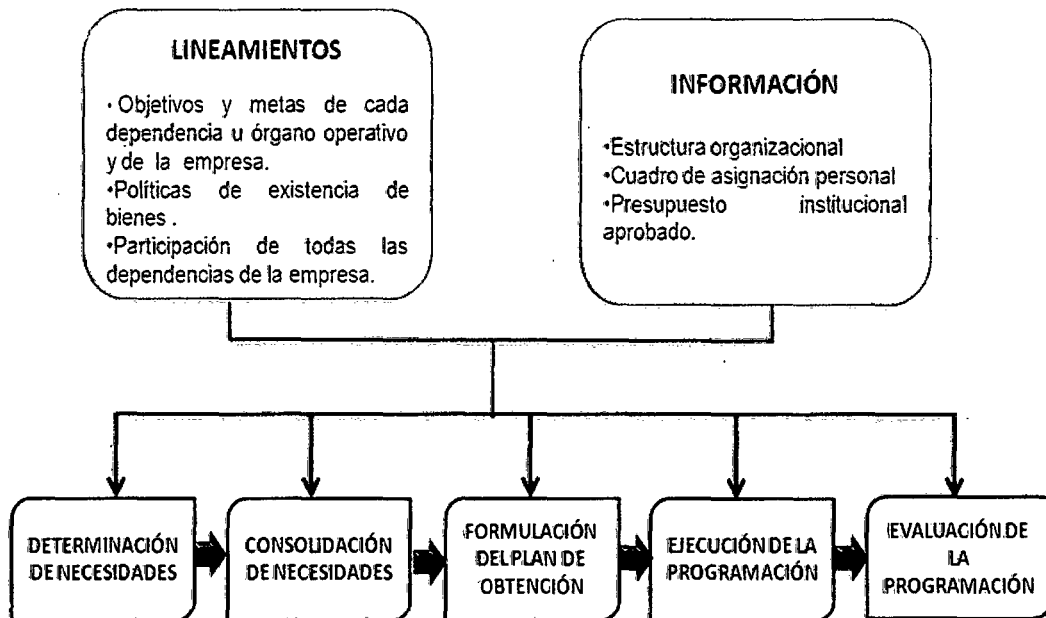 LINEAMIENTOS
• Objetivos y metas de cada
dependencia u órgano operativo
y de la empresa.
•Políticas de existencia de
bienes .
•Participación de todas las
dependencias de la empresa.
INFORMACIÓN
•Estructura organizacional
•Cuadro de asignación personal
•Presupuesto institucional
aprobado.
DETERMINACIÓN
DE NECESIDADES
CONSOLIDACIÓN
DE NECESIDADES
FORMULACIÓN
DEL PLAN DE
OBTENCIÓN
EJECUCIÓN DE LA
PROGRAMACIÓN
EVALUACIÓN DE
LA
PROGRAMACIÓN